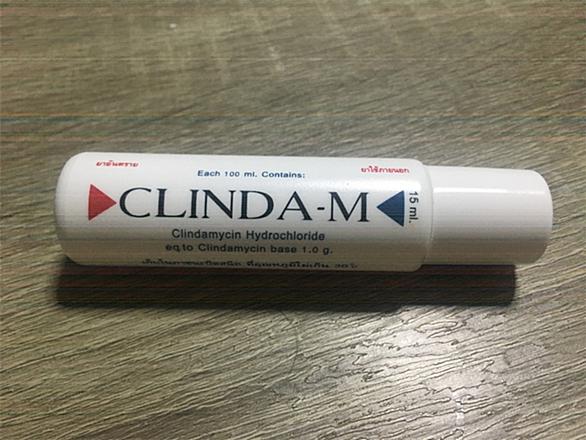 ยาอันตราย
ยาใช้ภายนอก
Each 100 ml. Contains:
CLINDA-M
15 ml.
Clindamycin Hydrochloride
eq.to Clindamycin base 1.0 g.